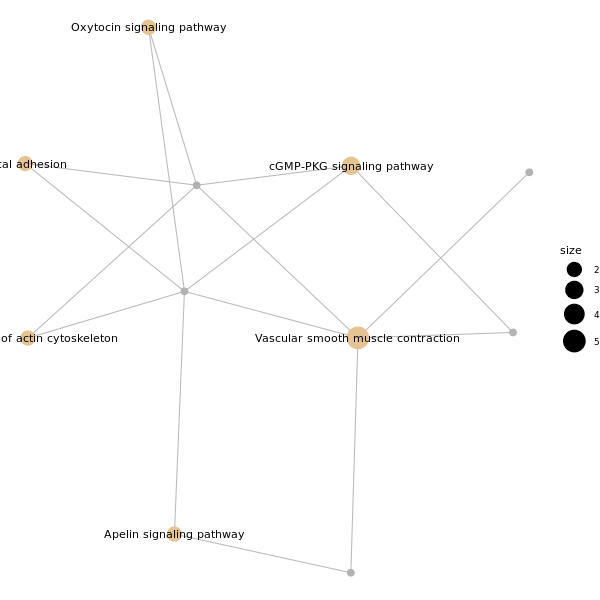 Oxytocin signaling pathway
adhesion
cGMP-PKG signaling pathway
size
2
3
4
5
of actin cytoskeleton
Vascular smooth muscle contraction
Apelin signaling pathway